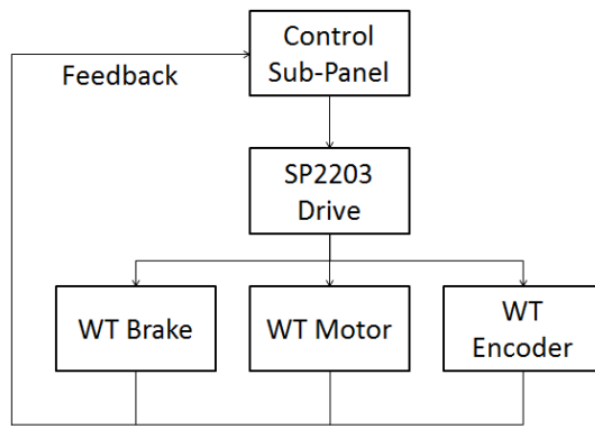 Control
Sub-Panel
Feedback
SP2203
Drive
WT Brake
WT Motor
WT
Encoder